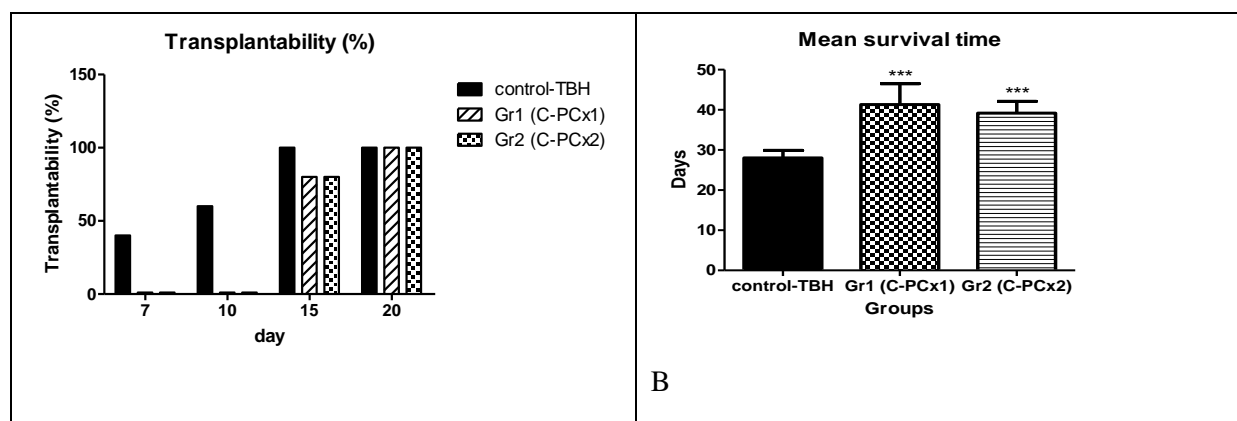 Transplantability (%)
150
100
50
0
Transplantability (%)
7 10 15 20
day
control-TBH
Gr1 (C-PCx1)
Gr2 (C-PCx2)
Mean survival time
50
40
30
20
10
0
Days
*** ***
control-TBH Gr1 (C-PCx1) Gr2 (C-PCx2)
Groups
B